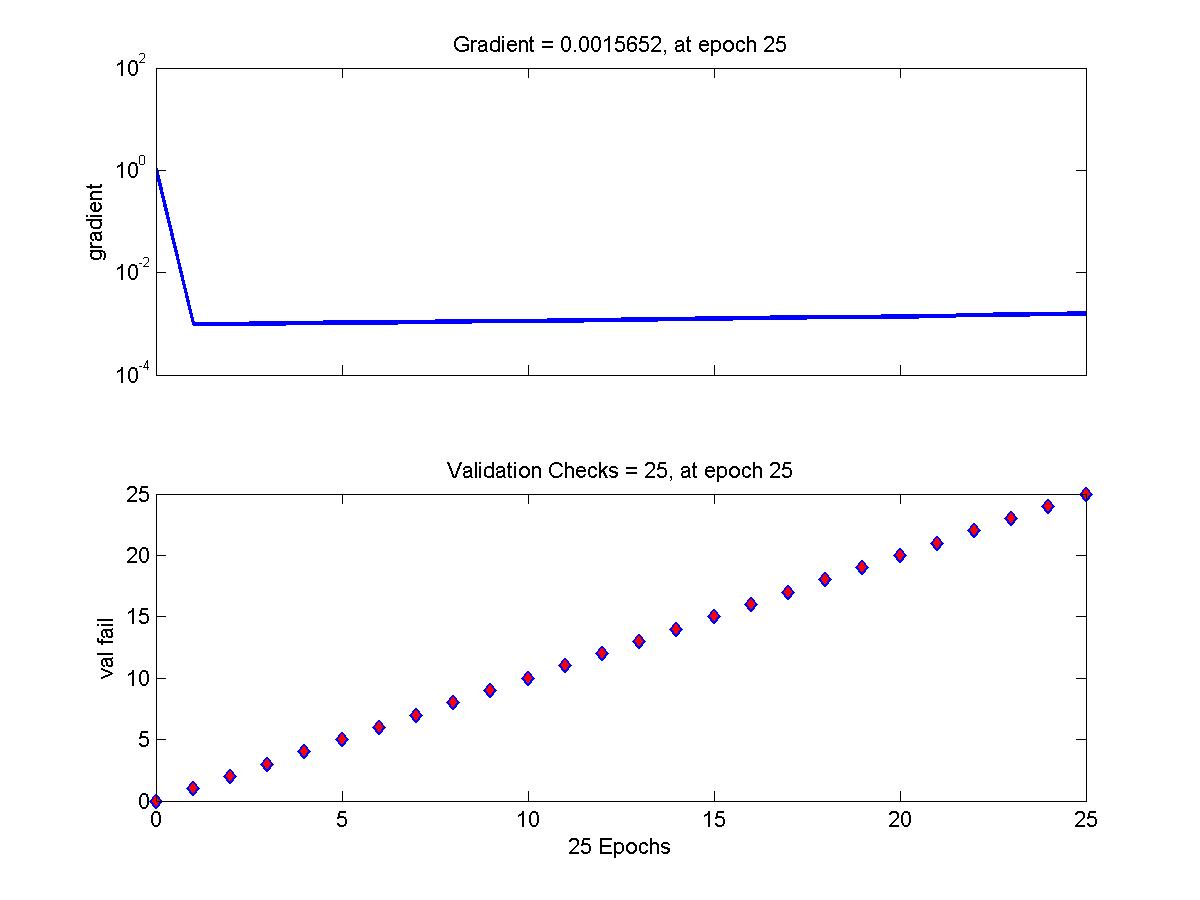 Gradient = 0.0015652, at epoch 25
10^2
10^0
10^-2
10^-4
gradient
Validation Checks = 25, at epoch 25
25
20
15
10
5
0
val fail
0 5 10 15 20 25
25 Epochs